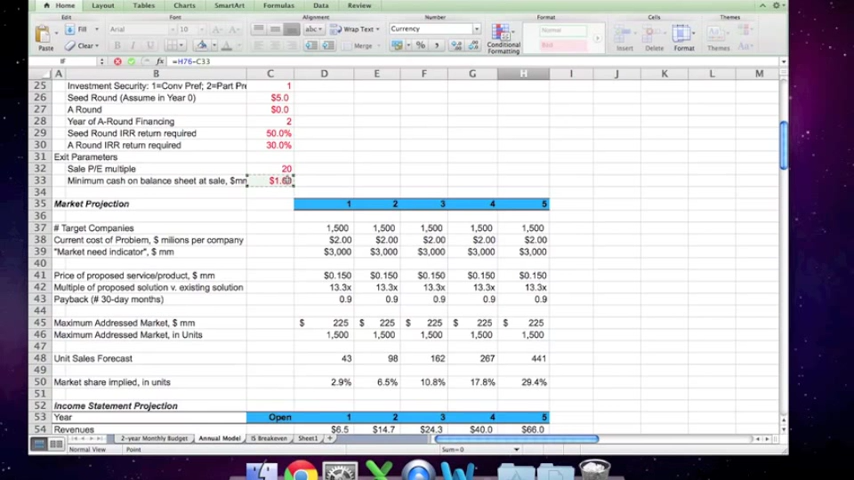 Home Layout Tables Charts SmartArt Formulas Data Review
Font Alignment Number Format Cells Themes
Fill Arial 10 Wrap Text Currency Normal
Paste Clear B I U Merge Conditional Formatting Bad Insert Delete Format Themes Aa
IF fx =H76-C33
A B C D E F G H I J K L M
25 Investment Security: 1=Conv Pref; 2=Part Pre 1
26 Seed Round (Assume in Year 0) $5.0
27 A Round $0.0
28 Year of A-Round Financing 2
29 Seed Round IRR return required 50.0%
30 A Round IRR return required 30.0%
31 Exit Parameters
32 Sale P/E multiple 20
33 Minimum cash on balance sheet at sale, $mm
34
35 Market Projection 1 2 3 4 5
36
37 # Target Companies 1,500 1,500 1,500 1,500 1,500
38 Current cost of Problem, $ milions per company $2.00 $2.00 $2.00 $2.00 $2.00
39 "Market need indicator", $ mm $3,000 $3,000 $3,000 $3,000 $3,000
41 Price of proposed service/product, $ mm $0.150 $0.150 $0.150 $0.150 $0.150
42 Multiple of proposed solution v. existing solution 13.3x 13.3x 13.3x 13.3x 13.3x
43 Payback (# 30-day months) 0.9 0.9 0.9 0.9 0.9
44
45 Maximum Addressed Market, $ mm $ 225 $ 225 $ 225 $ 225 $ 225
46 Maximum Addressed Market, in Units 1,500 1,500 1,500 1,500 1,500
47
48 Unit Sales Forecast 43 98 162 267 441
50 Market share implied, in units 2.9% 6.5% 10.8% 17.8% 29.4%
51
52 Income Statement Projection
53 Year Open 1 2 3 4 5
54 Revenues $6.5 $14.7 $24.3 $40.0 $66.0
2-year Monthly Budget Annual Model IS Breakeven Sheet1 +
Normal View Point Sum=0